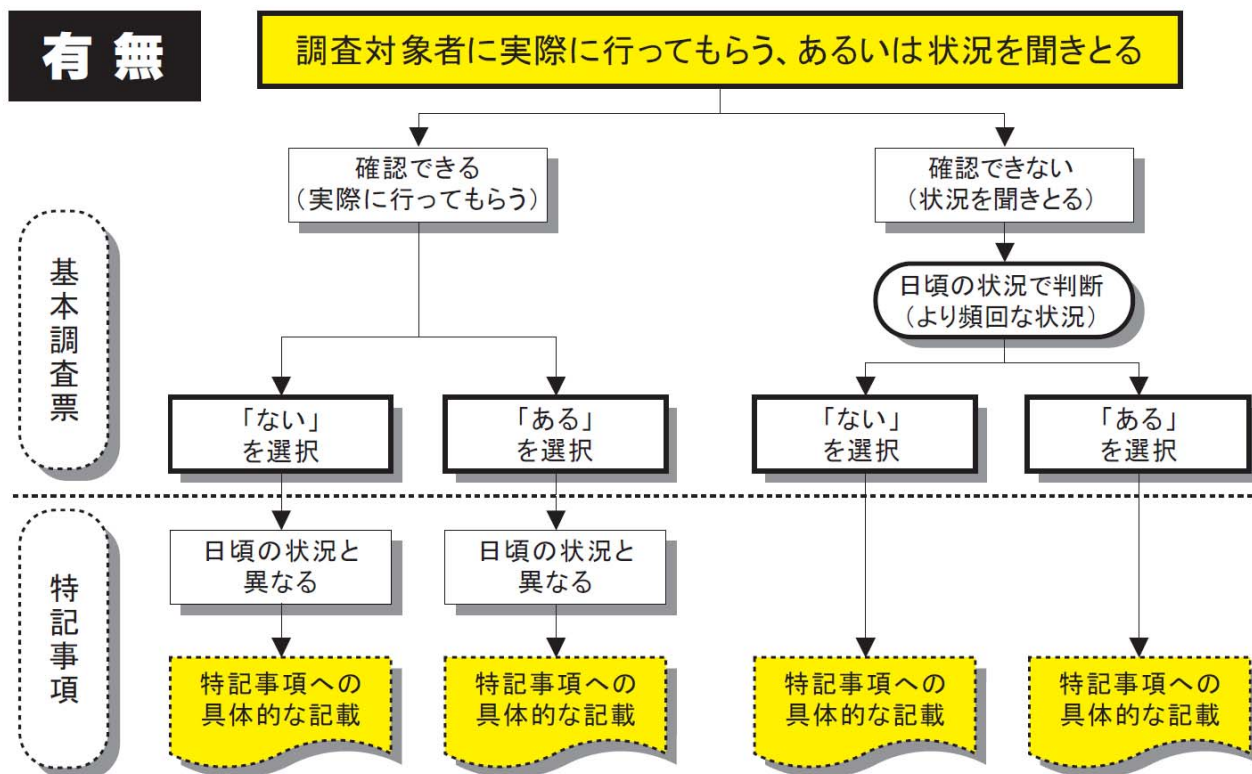 有無
調査対象者に実際に行ってもらう、あるいは状況を聞きとる
確認できる
（実際に行ってもらう）
確認できない
（状況を聞きとる）
基本調査票
日頃の状況で判断
（より頻回な状況）
「ない」
を選択
「ある」
を選択
「ない」
を選択
「ある」
を選択
特記事項
日頃の状況と
異なる
日頃の状況と
異なる
特記事項への
具体的な記載
特記事項への
具体的な記載
特記事項への
具体的な記載
特記事項への
具体的な記載